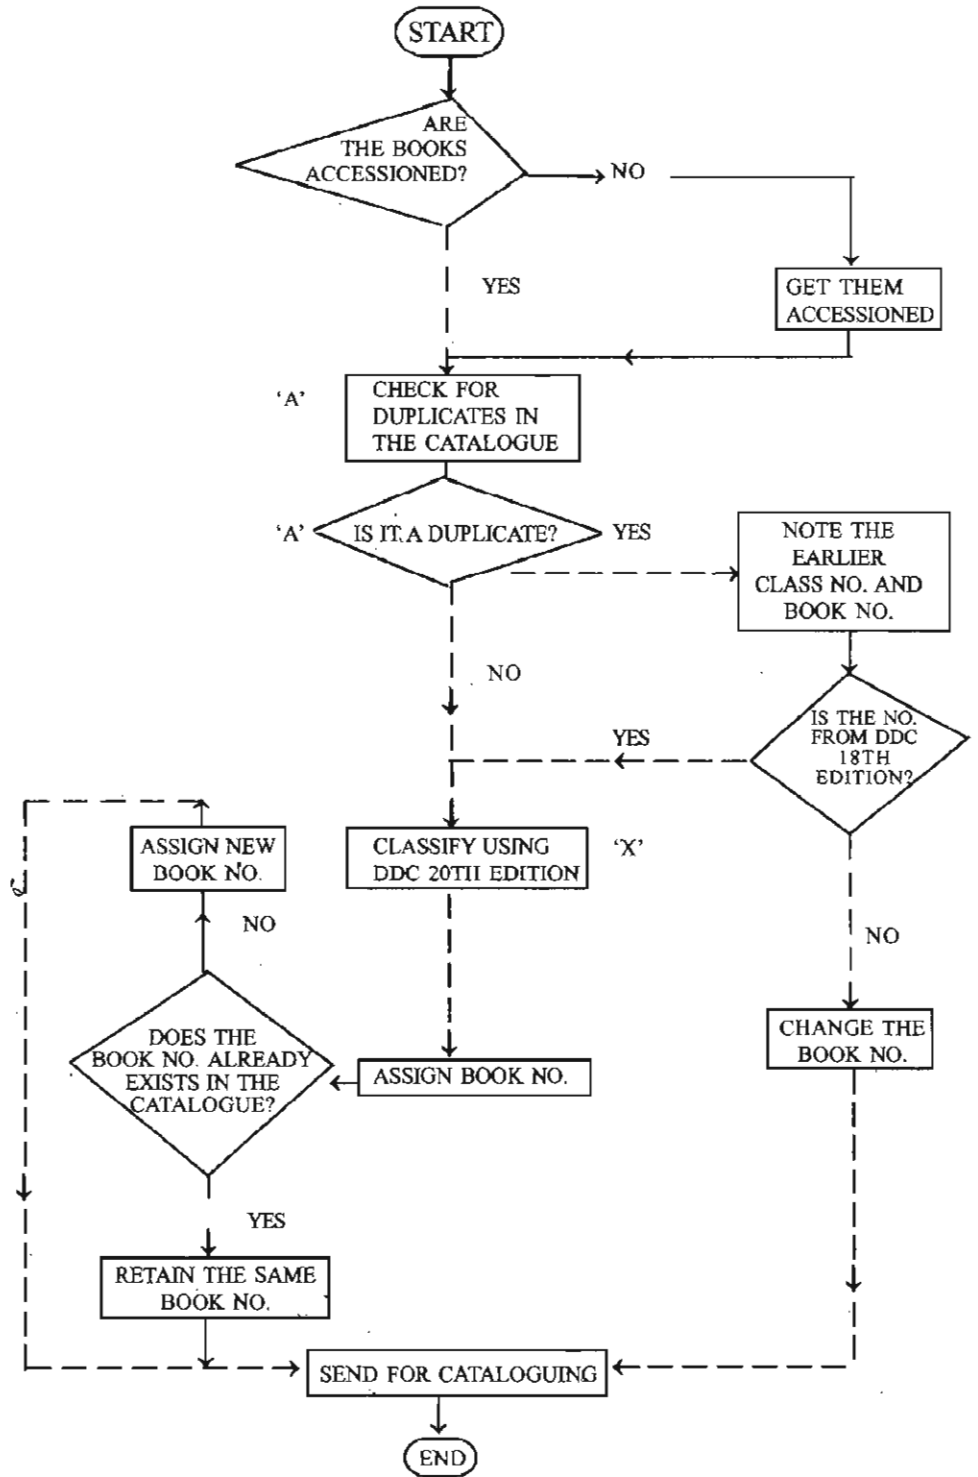 START
ARE
THE BOOKS
ACCESSIONED?
NO
YES
GET THEM
ACCESSIONED
'A'
CHECK FOR
DUPLICATES IN
THE CATALOGUE
'A'
IS IT A DUPLICATE?
YES
NOTE THE
EARLIER
CLASS NO. AND
BOOK NO.
NO
IS THE NO.
FROM DDC
18TH
EDITION?
YES
ASSIGN NEW
BOOK NO.
CLASSIFY USING
DDC 20TH EDITION
'X'
NO
NO
DOES THE
BOOK NO. ALREADY
EXISTS IN THE
CATALOGUE?
ASSIGN BOOK NO.
CHANGE THE
BOOK NO.
YES
RETAIN THE SAME
BOOK NO.
SEND FOR CATALOGUING
END